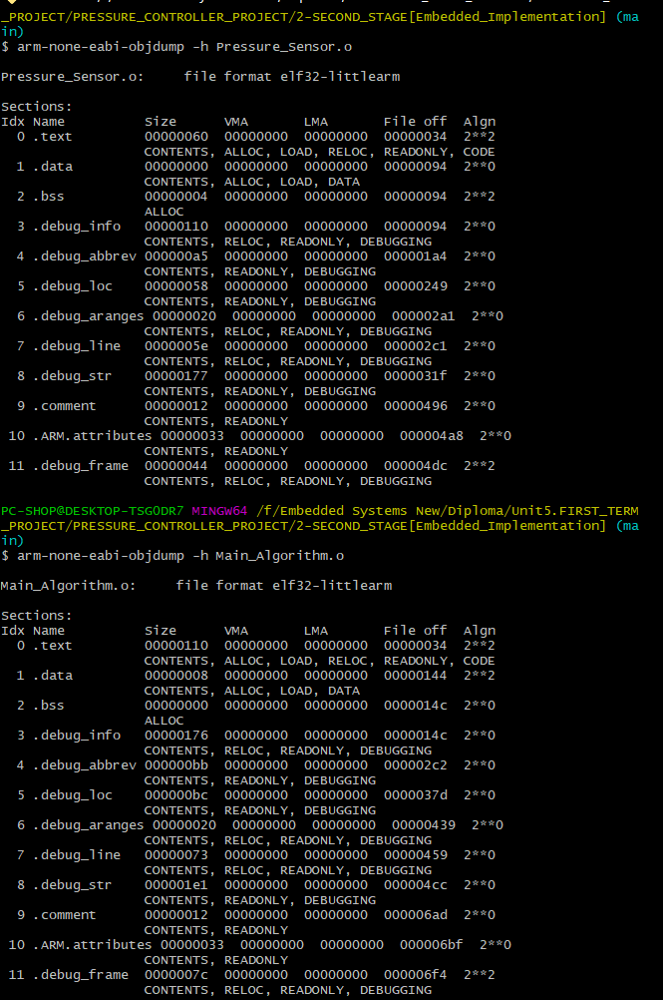 _PROJECT/PRESSURE_CONTROLLER_PROJECT/2-SECOND_STAGE[Embedded_Implementation] (ma
in)
$ arm-none-eabi-objdump -h Pressure_Sensor.o

Pressure_Sensor.o:     file format elf32-littlearm

Sections:
Idx Name          Size      VMA       LMA       File off  Algn
  0 .text         00000060  00000000  00000000  00000034  2**2
                  CONTENTS, ALLOC, LOAD, RELOC, READONLY, CODE
  1 .data         00000000  00000000  00000000  00000094  2**0
                  CONTENTS, ALLOC, LOAD, DATA
  2 .bss          00000004  00000000  00000000  00000094  2**2
                  ALLOC
  3 .debug_info   00000110  00000000  00000000  00000094  2**0
                  CONTENTS, RELOC, READONLY, DEBUGGING
  4 .debug_abbrev 000000a5  00000000  00000000  000001a4  2**0
                  CONTENTS, READONLY, DEBUGGING
  5 .debug_loc    00000058  00000000  00000000  00000249  2**0
                  CONTENTS, READONLY, DEBUGGING
  6 .debug_aranges 00000020  00000000  00000000  000002a1  2**0
                  CONTENTS, RELOC, READONLY, DEBUGGING
  7 .debug_line   0000005e  00000000  00000000  000002c1  2**0
                  CONTENTS, RELOC, READONLY, DEBUGGING
  8 .debug_str    00000177  00000000  00000000  0000031f  2**0
                  CONTENTS, READONLY, DEBUGGING
  9 .comment      00000012  00000000  00000000  00000496  2**0
                  CONTENTS, READONLY
 10 .ARM.attributes 00000033  00000000  00000000  000004a8  2**0
                  CONTENTS, READONLY
 11 .debug_frame  00000044  00000000  00000000  000004dc  2**2
                  CONTENTS, RELOC, READONLY, DEBUGGING

PC-SHOP@DESKTOP-TSG0DR7 MINGW64 /f/Embedded Systems New/Diploma/Unit5.FIRST_TERM
_PROJECT/PRESSURE_CONTROLLER_PROJECT/2-SECOND_STAGE[Embedded_Implementation] (ma
in)
$ arm-none-eabi-objdump -h Main_Algorithm.o

Main_Algorithm.o:     file format elf32-littlearm

Sections:
Idx Name          Size      VMA       LMA       File off  Algn
  0 .text         00000110  00000000  00000000  00000034  2**2
                  CONTENTS, ALLOC, LOAD, RELOC, READONLY, CODE
  1 .data         00000008  00000000  00000000  00000144  2**2
                  CONTENTS, ALLOC, LOAD, DATA
  2 .bss          00000000  00000000  00000000  0000014c  2**0
                  ALLOC
  3 .debug_info   00000176  00000000  00000000  0000014c  2**0
                  CONTENTS, RELOC, READONLY, DEBUGGING
  4 .debug_abbrev 000000bb  00000000  00000000  000002c2  2**0
                  CONTENTS, READONLY, DEBUGGING
  5 .debug_loc    000000bc  00000000  00000000  0000037d  2**0
                  CONTENTS, READONLY, DEBUGGING
  6 .debug_aranges 00000020  00000000  00000000  00000439  2**0
                  CONTENTS, RELOC, READONLY, DEBUGGING
  7 .debug_line   00000073  00000000  00000000  00000459  2**0
                  CONTENTS, RELOC, READONLY, DEBUGGING
  8 .debug_str    000001e1  00000000  00000000  000004cc  2**0
                  CONTENTS, READONLY, DEBUGGING
  9 .comment      00000012  00000000  00000000  000006ad  2**0
                  CONTENTS, READONLY
 10 .ARM.attributes 00000033  00000000  00000000  000006bf  2**0
                  CONTENTS, READONLY
 11 .debug_frame  0000007c  00000000  00000000  000006f4  2**2
                  CONTENTS, RELOC, READONLY, DEBUGGING